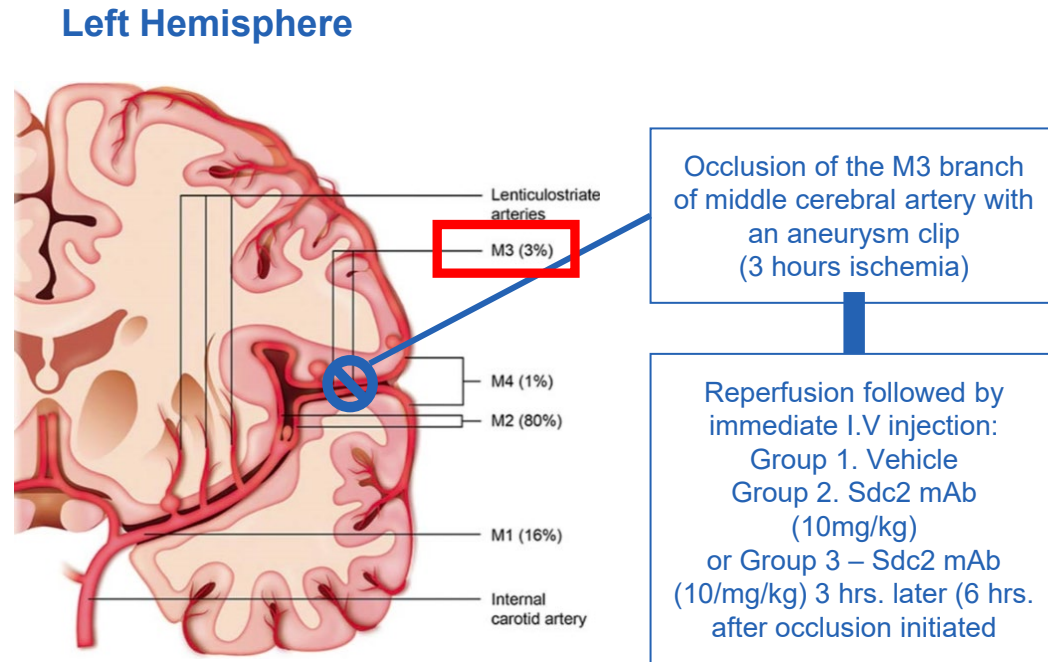 Left Hemisphere
Lenticulostriate
arteries
M3 (3%)
M4 (1%)
M2 (80%)
M1 (16%)
Internal
carotid artery
Occlusion of the M3 branch
of middle cerebral artery with
an aneurysm clip
(3 hours ischemia)
Reperfusion followed by
immediate I.V injection:
Group 1. Vehicle
Group 2. Sdc2 mAb
(10mg/kg)
or Group 3 – Sdc2 mAb
(10/mg/kg) 3 hrs. later (6 hrs.
after occlusion initiated